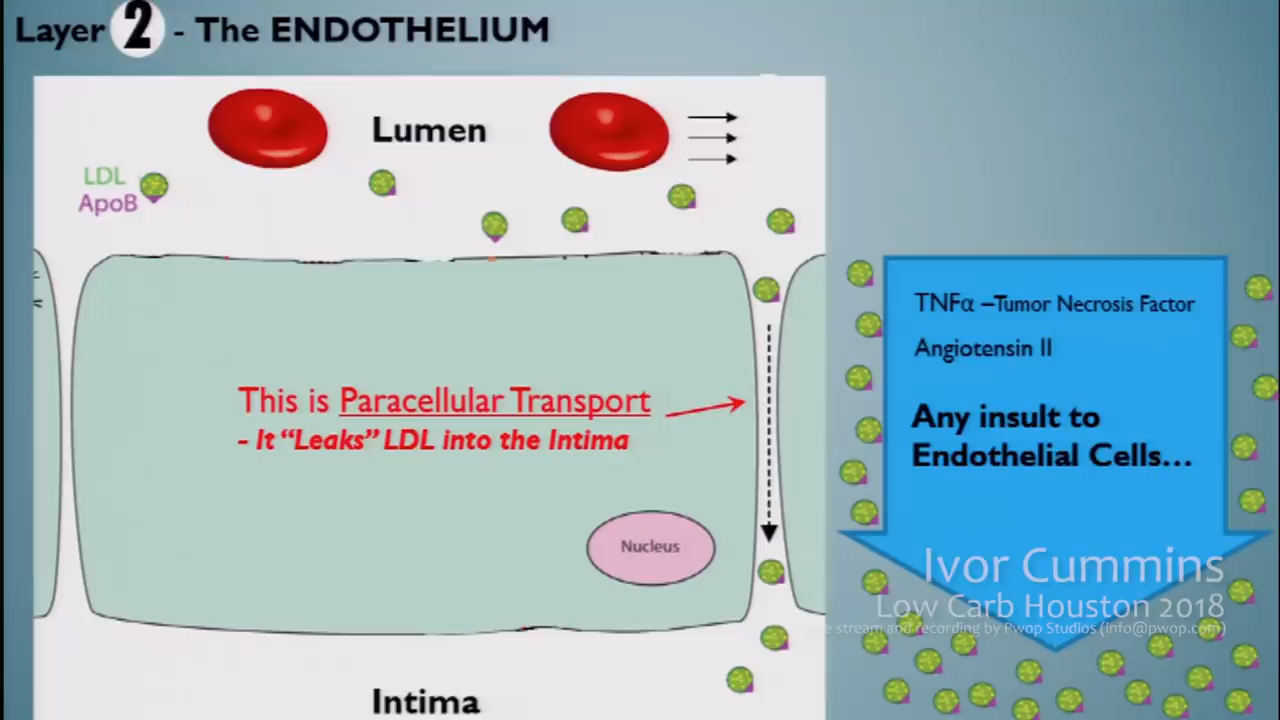 Layer 2 - The ENDOTHELIUM
Lumen
LDL
ApoB
This is Paracellular Transport
- It “Leaks” LDL into the Intima
Nucleus
Intima
TNFα –Tumor Necrosis Factor
Angiotensin II
Any insult to
Endothelial Cells...
Ivor Cummins
Low Carb Houston 2018
stream and recording by Pwop Studios (info@pwop.com)